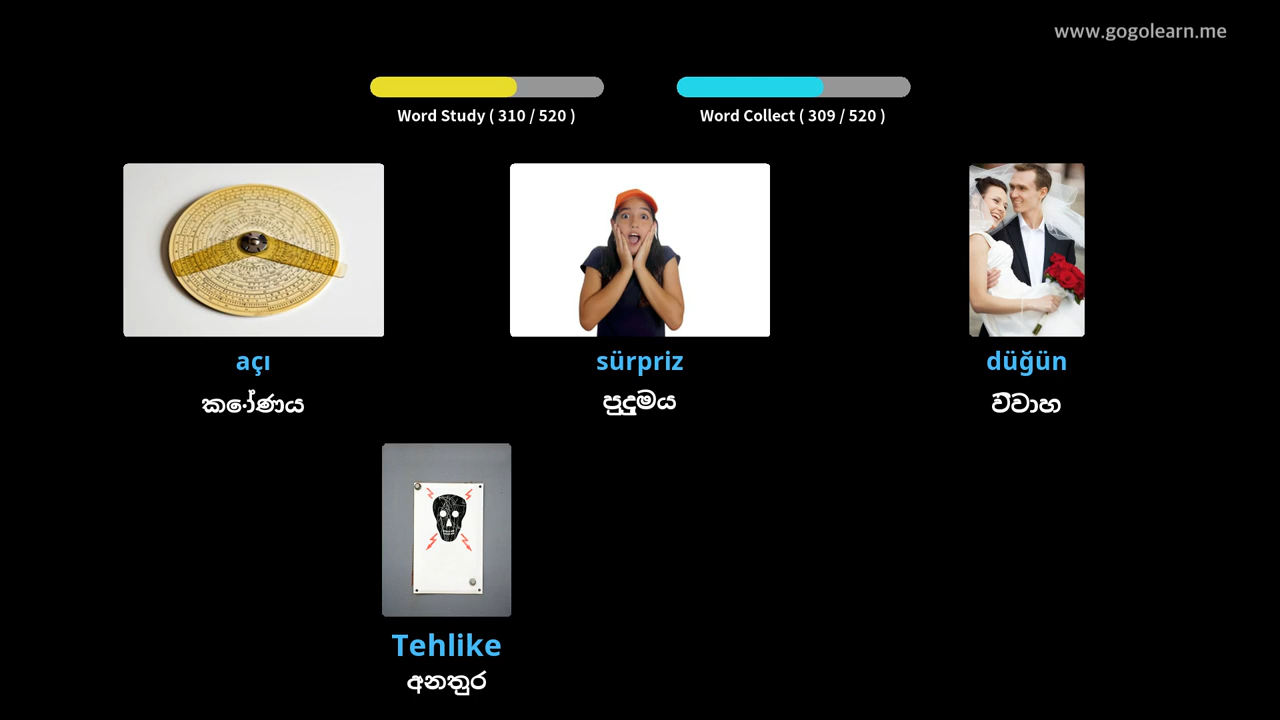 www.gogolearn.me
Word Study ( 310 / 520 )
Word Collect ( 309 / 520 )
açı
කෝණය
sürpriz
පුදුමය
düğün
විවාහ
Tehlike
අනතුර